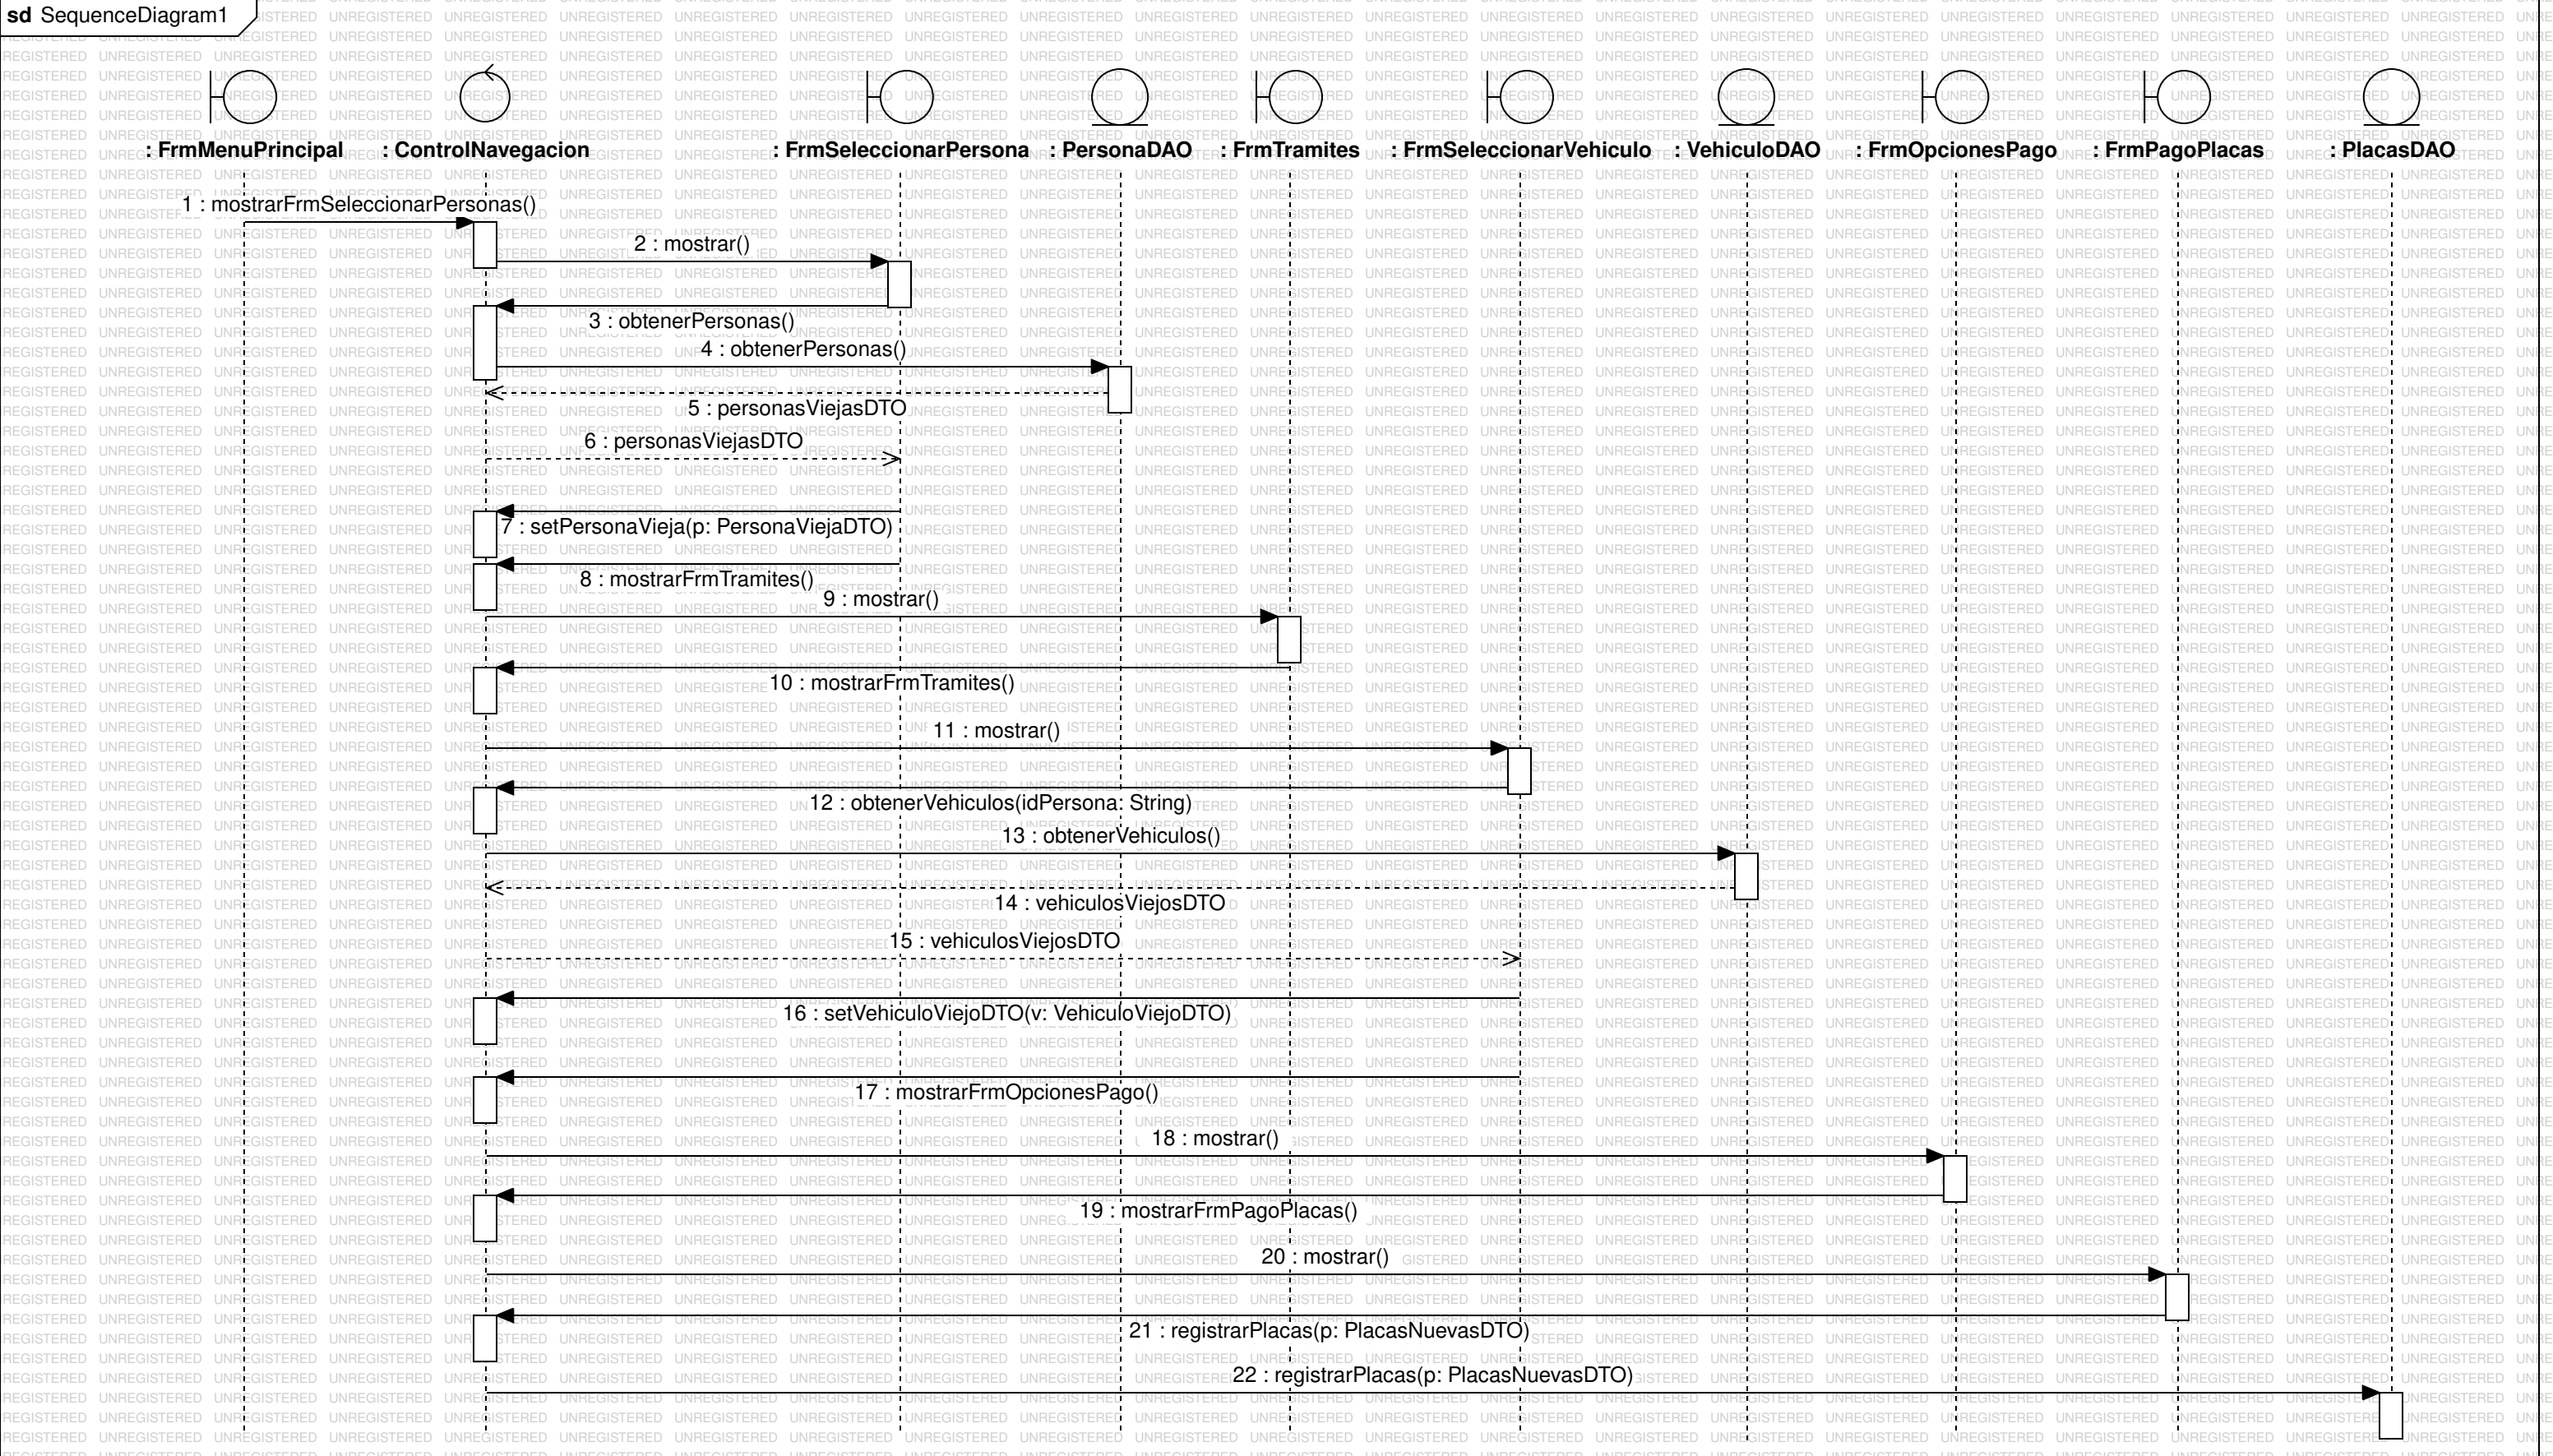 sd SequenceDiagram1
: FrmMenuPrincipal
: ControlNavegacion
: FrmSeleccionarPersona
: PersonaDAO
: FrmTramites
: FrmSeleccionarVehiculo
: VehiculoDAO
: FrmOpcionesPago
: FrmPagoPlacas
: PlacasDAO
1 : mostrarFrmSeleccionarPersonas()
2 : mostrar()
3 : obtenerPersonas()
4 : obtenerPersonas()
5 : personasViejasDTO
6 : personasViejasDTO
7 : setPersonaVieja(p: PersonaViejaDTO)
8 : mostrarFrmTramites()
9 : mostrar()
10 : mostrarFrmTramites()
11 : mostrar()
12 : obtenerVehiculos(idPersona: String)
13 : obtenerVehiculos()
14 : vehiculosViejosDTO
15 : vehiculosViejosDTO
16 : setVehiculoViejoDTO(v: VehiculoViejoDTO)
17 : mostrarFrmOpcionesPago()
18 : mostrar()
19 : mostrarFrmPagoPlacas()
20 : mostrar()
21 : registrarPlacas(p: PlacasNuevasDTO)
22 : registrarPlacas(p: PlacasNuevasDTO)
UNREGISTERED